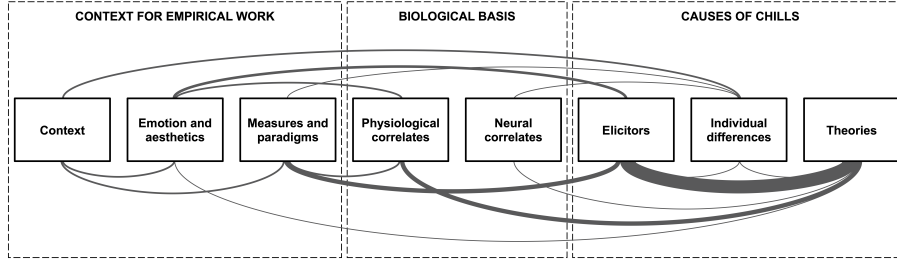 CONTEXT FOR EMPIRICAL WORK
BIOLOGICAL BASIS
CAUSES OF CHILLS
Context
Emotion and
aesthetics
Measures and
paradigms
Physiological
correlates
Neural
correlates
Elicitors
Individual
differences
Theories